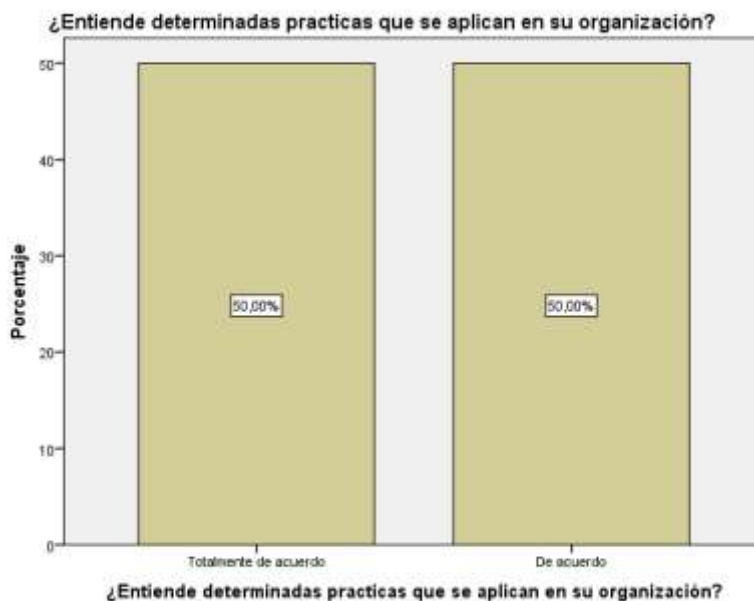 ¿Entiende determinadas practicas que se aplican en su organización?
50
40
30
20
10
0
Porcentaje
50,00%
50,00%
Totalmente de acuerdo
De acuerdo
¿Entiende determinadas practicas que se aplican en su organización?